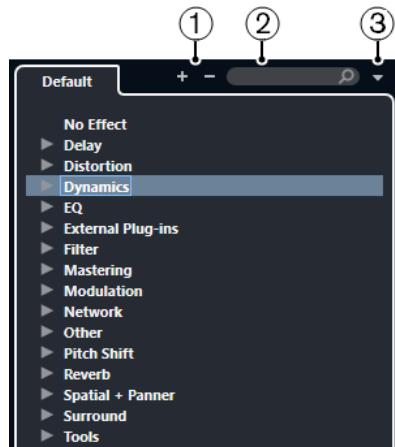 1 2 3
Default + −
No Effect
Delay
Distortion
Dynamics
EQ
External Plug-ins
Filter
Mastering
Modulation
Network
Other
Pitch Shift
Reverb
Spatial + Panner
Surround
Tools